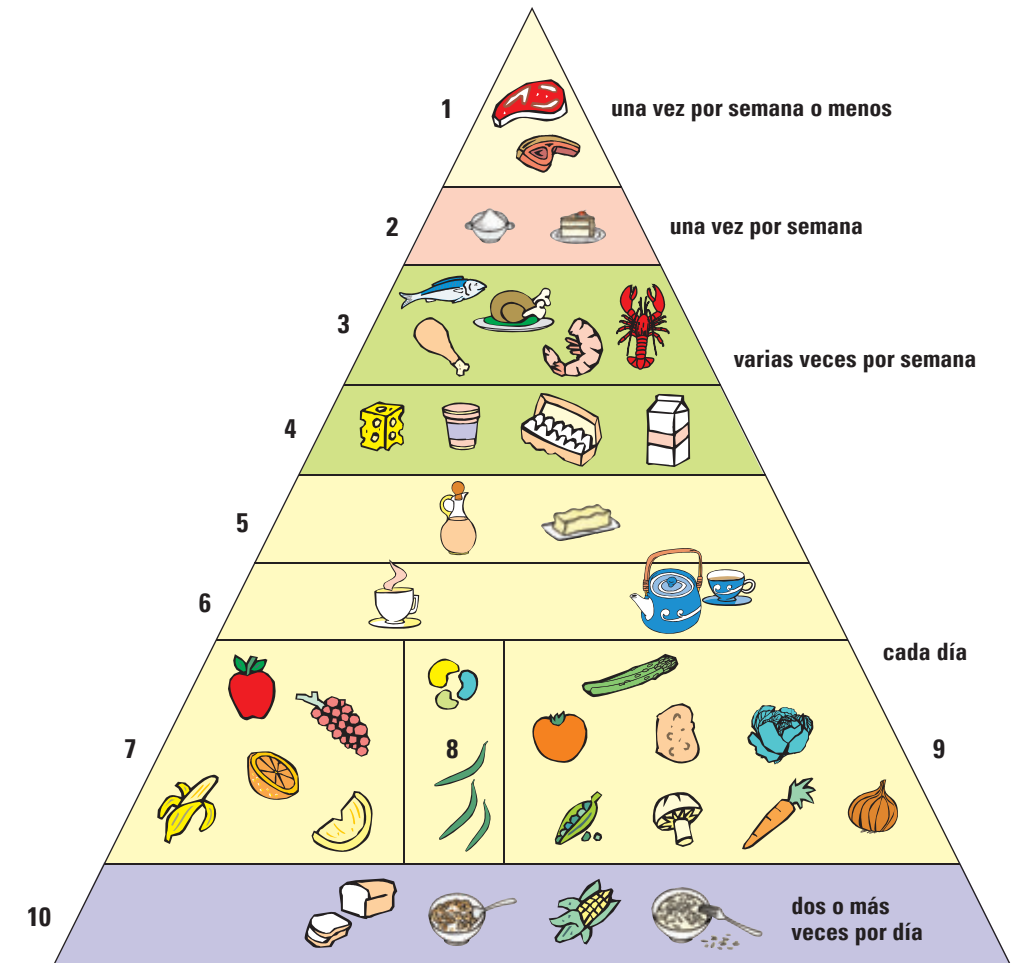 1
una vez por semana o menos
2
una vez por semana
3
varias veces por semana
4
5
6
cada día
7
8
9
10
dos o más
veces por día